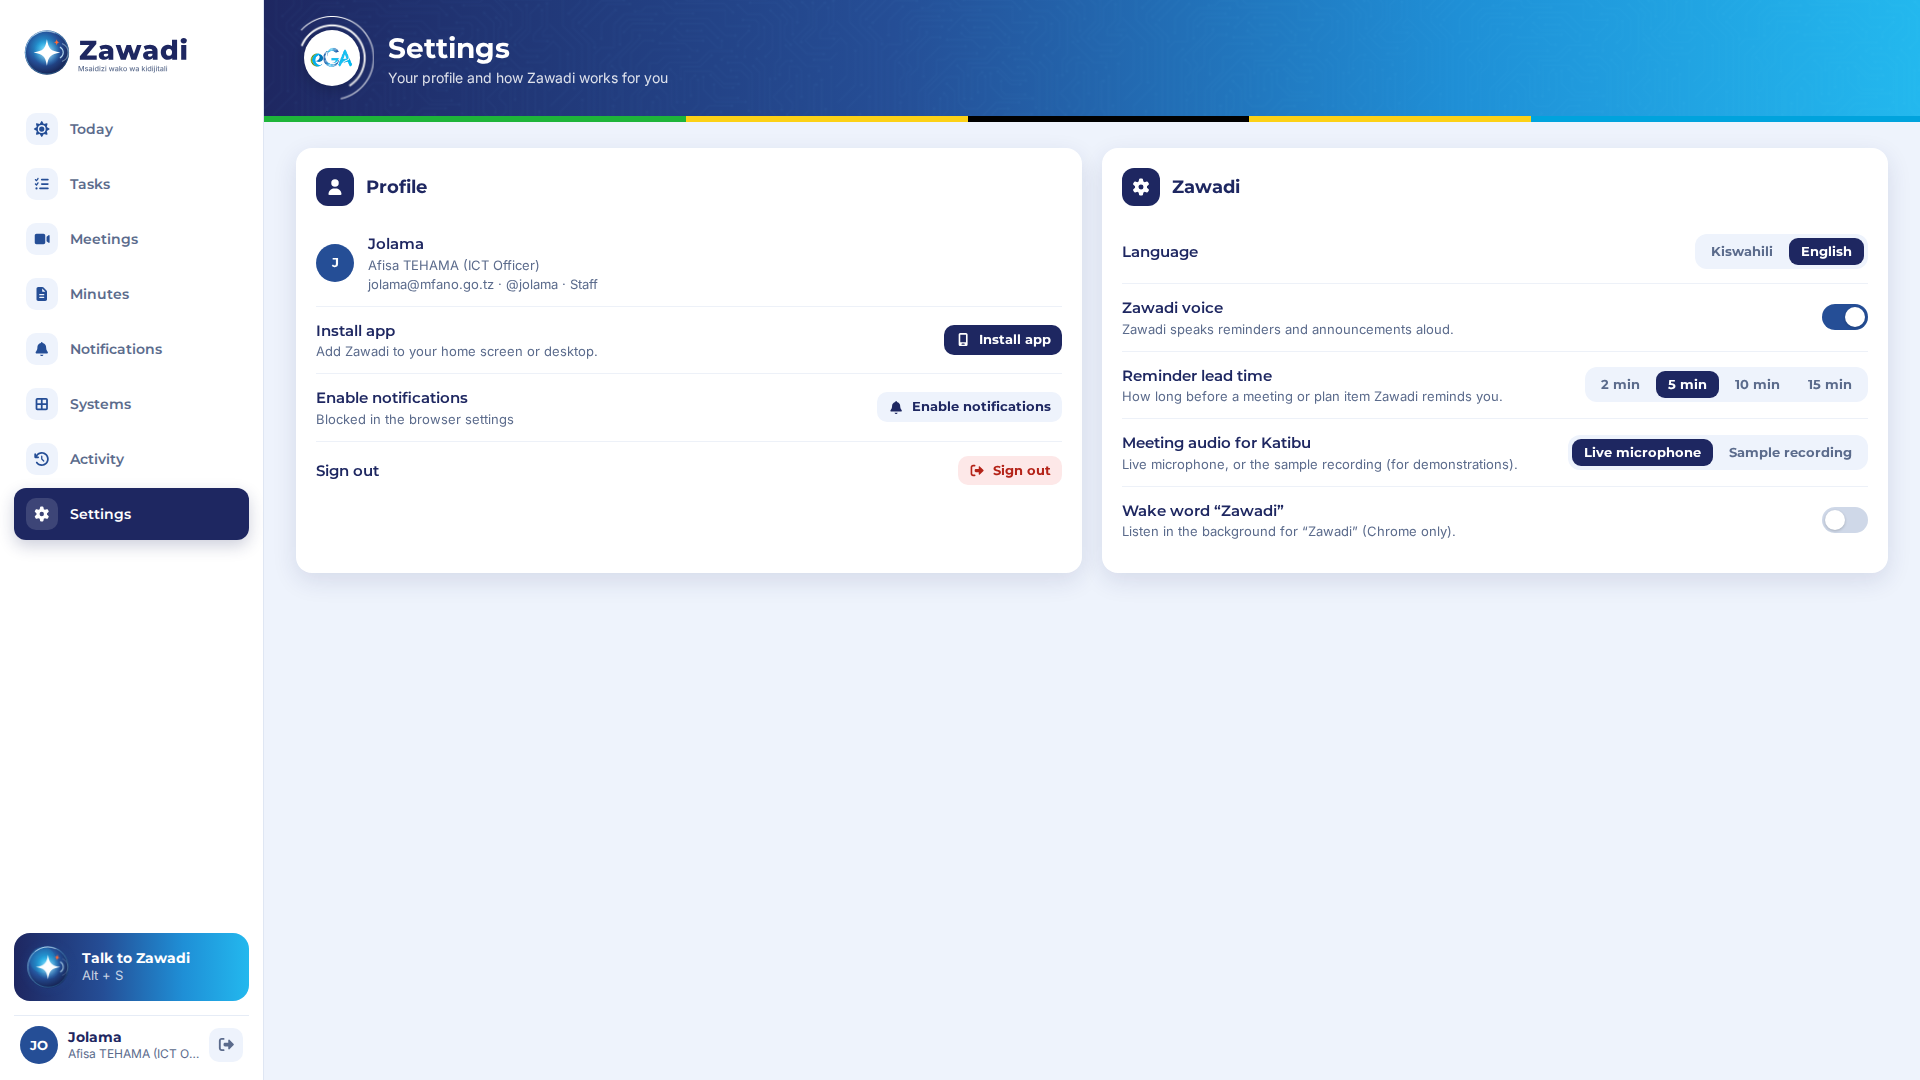 Zawadi
Msaidizi wako wa kidijitali
Today
Tasks
Meetings
Minutes
Notifications
Systems
Activity
Settings
Talk to Zawadi
Alt + S
JO
Jolama
Afisa TEHAMA (ICT O...
eGA
Settings
Your profile and how Zawadi works for you
Profile
J
Jolama
Afisa TEHAMA (ICT Officer)
jolama@mfano.go.tz · @jolama · Staff
Install app
Add Zawadi to your home screen or desktop.
Install app
Enable notifications
Blocked in the browser settings
Enable notifications
Sign out
Sign out
Zawadi
Language
Kiswahili English
Zawadi voice
Zawadi speaks reminders and announcements aloud.
Reminder lead time
How long before a meeting or plan item Zawadi reminds you.
2 min 5 min 10 min 15 min
Meeting audio for Katibu
Live microphone, or the sample recording (for demonstrations).
Live microphone Sample recording
Wake word “Zawadi”
Listen in the background for “Zawadi” (Chrome only).